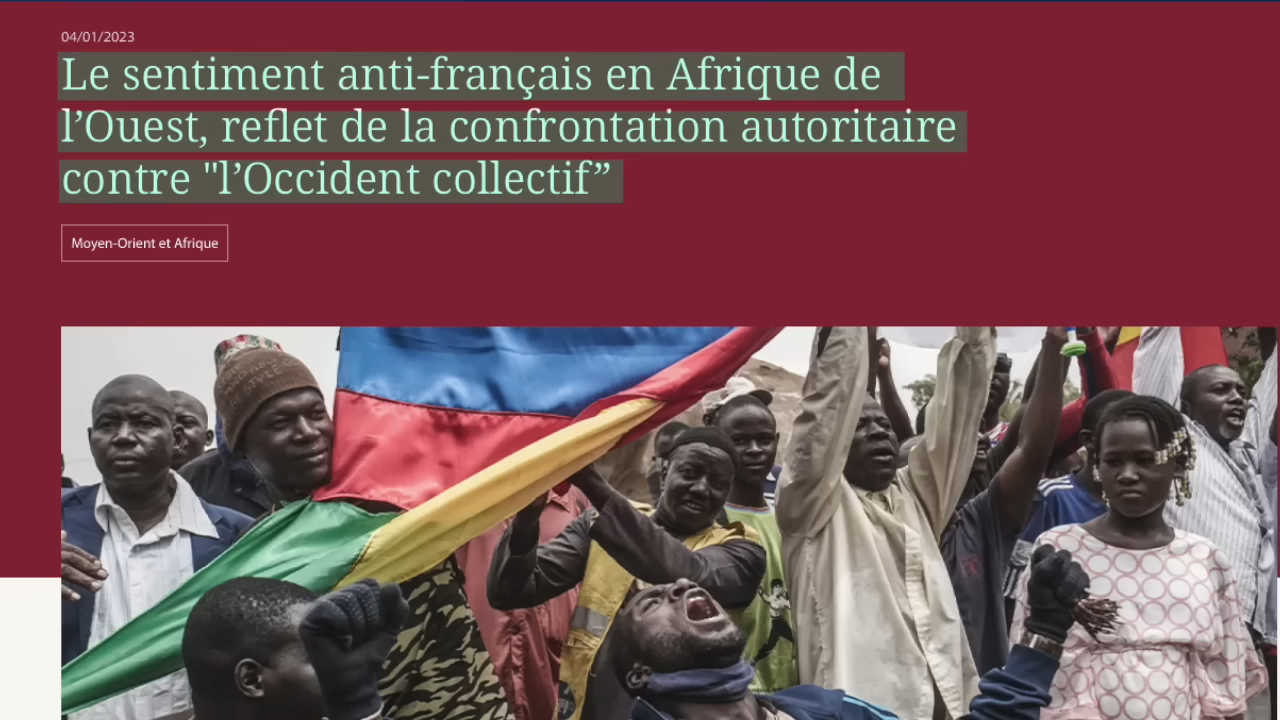 04/01/2023
Le sentiment anti-français en Afrique de
l’Ouest, reflet de la confrontation autoritaire
contre "l’Occident collectif”
Moyen-Orient et Afrique